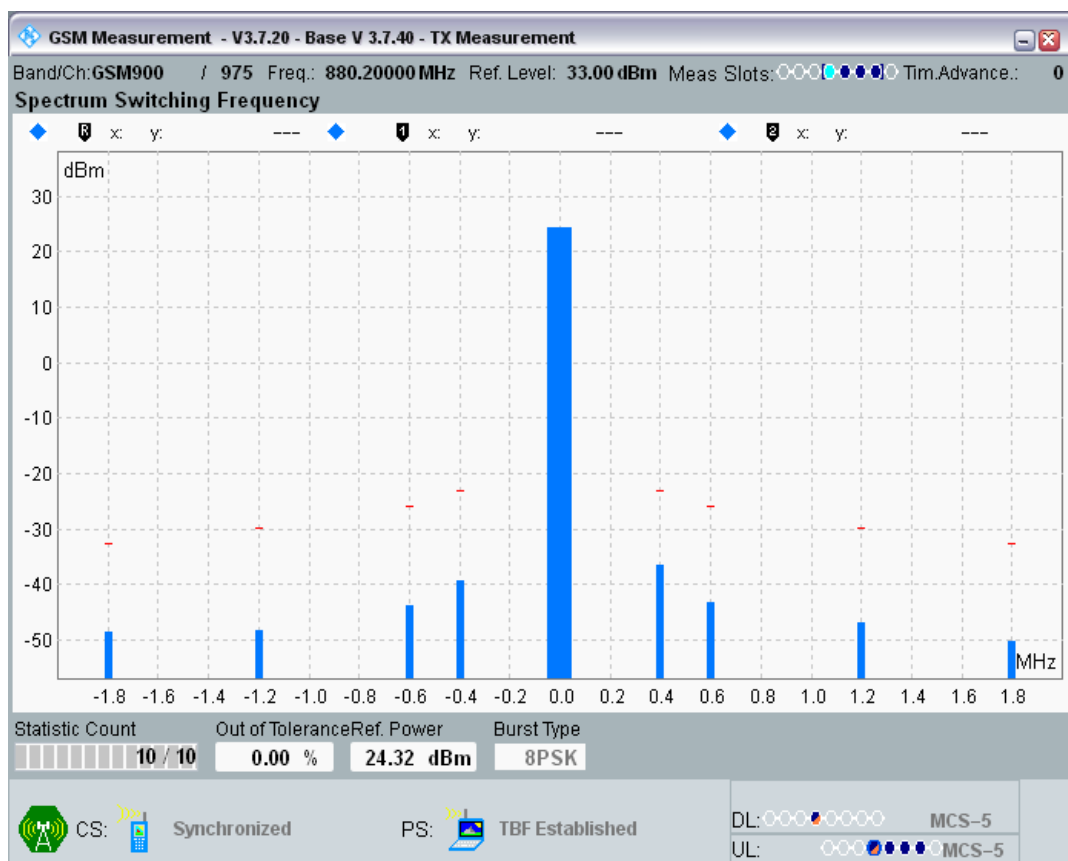 GSM Measurement - V3.7.20 - Base V 3.7.40 - TX Measurement
Band/Ch:GSM900 / 975 Freq.: 880.20000 MHz Ref. Level: 33.00 dBm Meas Slots: Tim.Advance.: 0
Spectrum Switching Frequency
R x: y: --- 1 x: y: --- 2 x: y: ---
dBm
30
20
10
0
-10
-20
-30
-40
-50
MHz
-1.8 -1.6 -1.4 -1.2 -1.0 -0.8 -0.6 -0.4 -0.2 0.0 0.2 0.4 0.6 0.8 1.0 1.2 1.4 1.6 1.8
Statistic Count Out of Tolerance Ref. Power Burst Type
10 / 10 0.00 % 24.32 dBm 8PSK
CS: Synchronized PS: TBF Established DL: MCS-5
UL: MCS-5